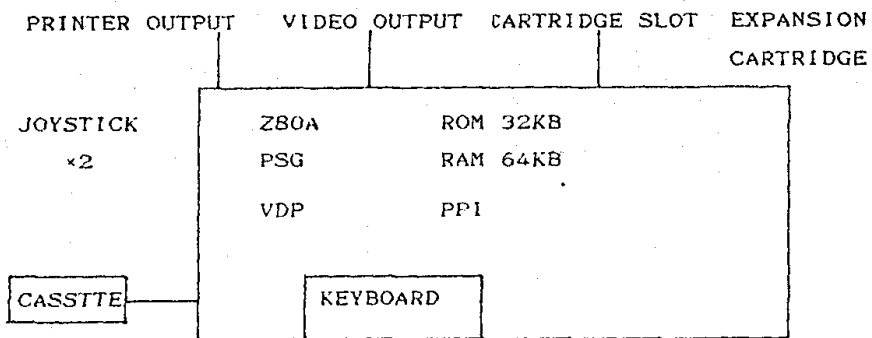 PRINTER OUTPUT VIDEO OUTPUT CARTRIDGE SLOT EXPANSION
CARTRIDGE
JOYSTICK Z80A ROM 32KB
×2 PSG RAM 64KB
VDP PPI
CASSTTE KEYBOARD